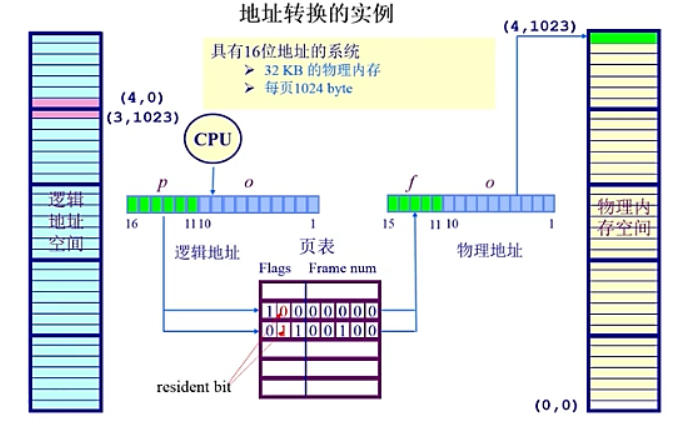 地址转换的实例
具有16位地址的系统
➢ 32 KB 的物理内存
➢ 每页1024 byte
(4,1023)
(4,0)
(3,1023)
CPU
p o
16 11 10 1
逻辑地址
f o
15 11 10 1
物理地址
逻辑
地址
空间
物理内
存空间
页表
Flags Frame num
1 0 0 0 0 0 0 0
0 1 1 0 0 1 0 0
resident bit
(0,0)